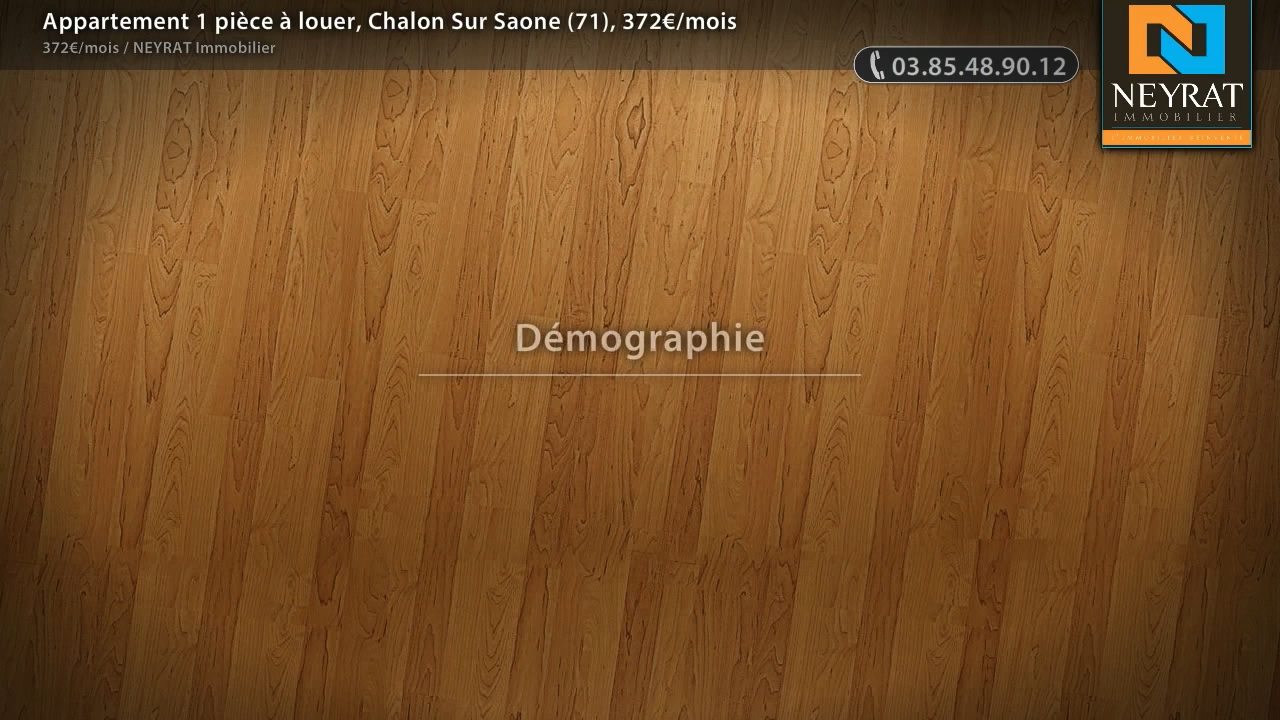 Appartement 1 pièce à louer, Chalon Sur Saone (71), 372€/mois
372€/mois / NEYRAT Immobilier
03.85.48.90.12
NEYRAT
IMMOBILIER
Démographie